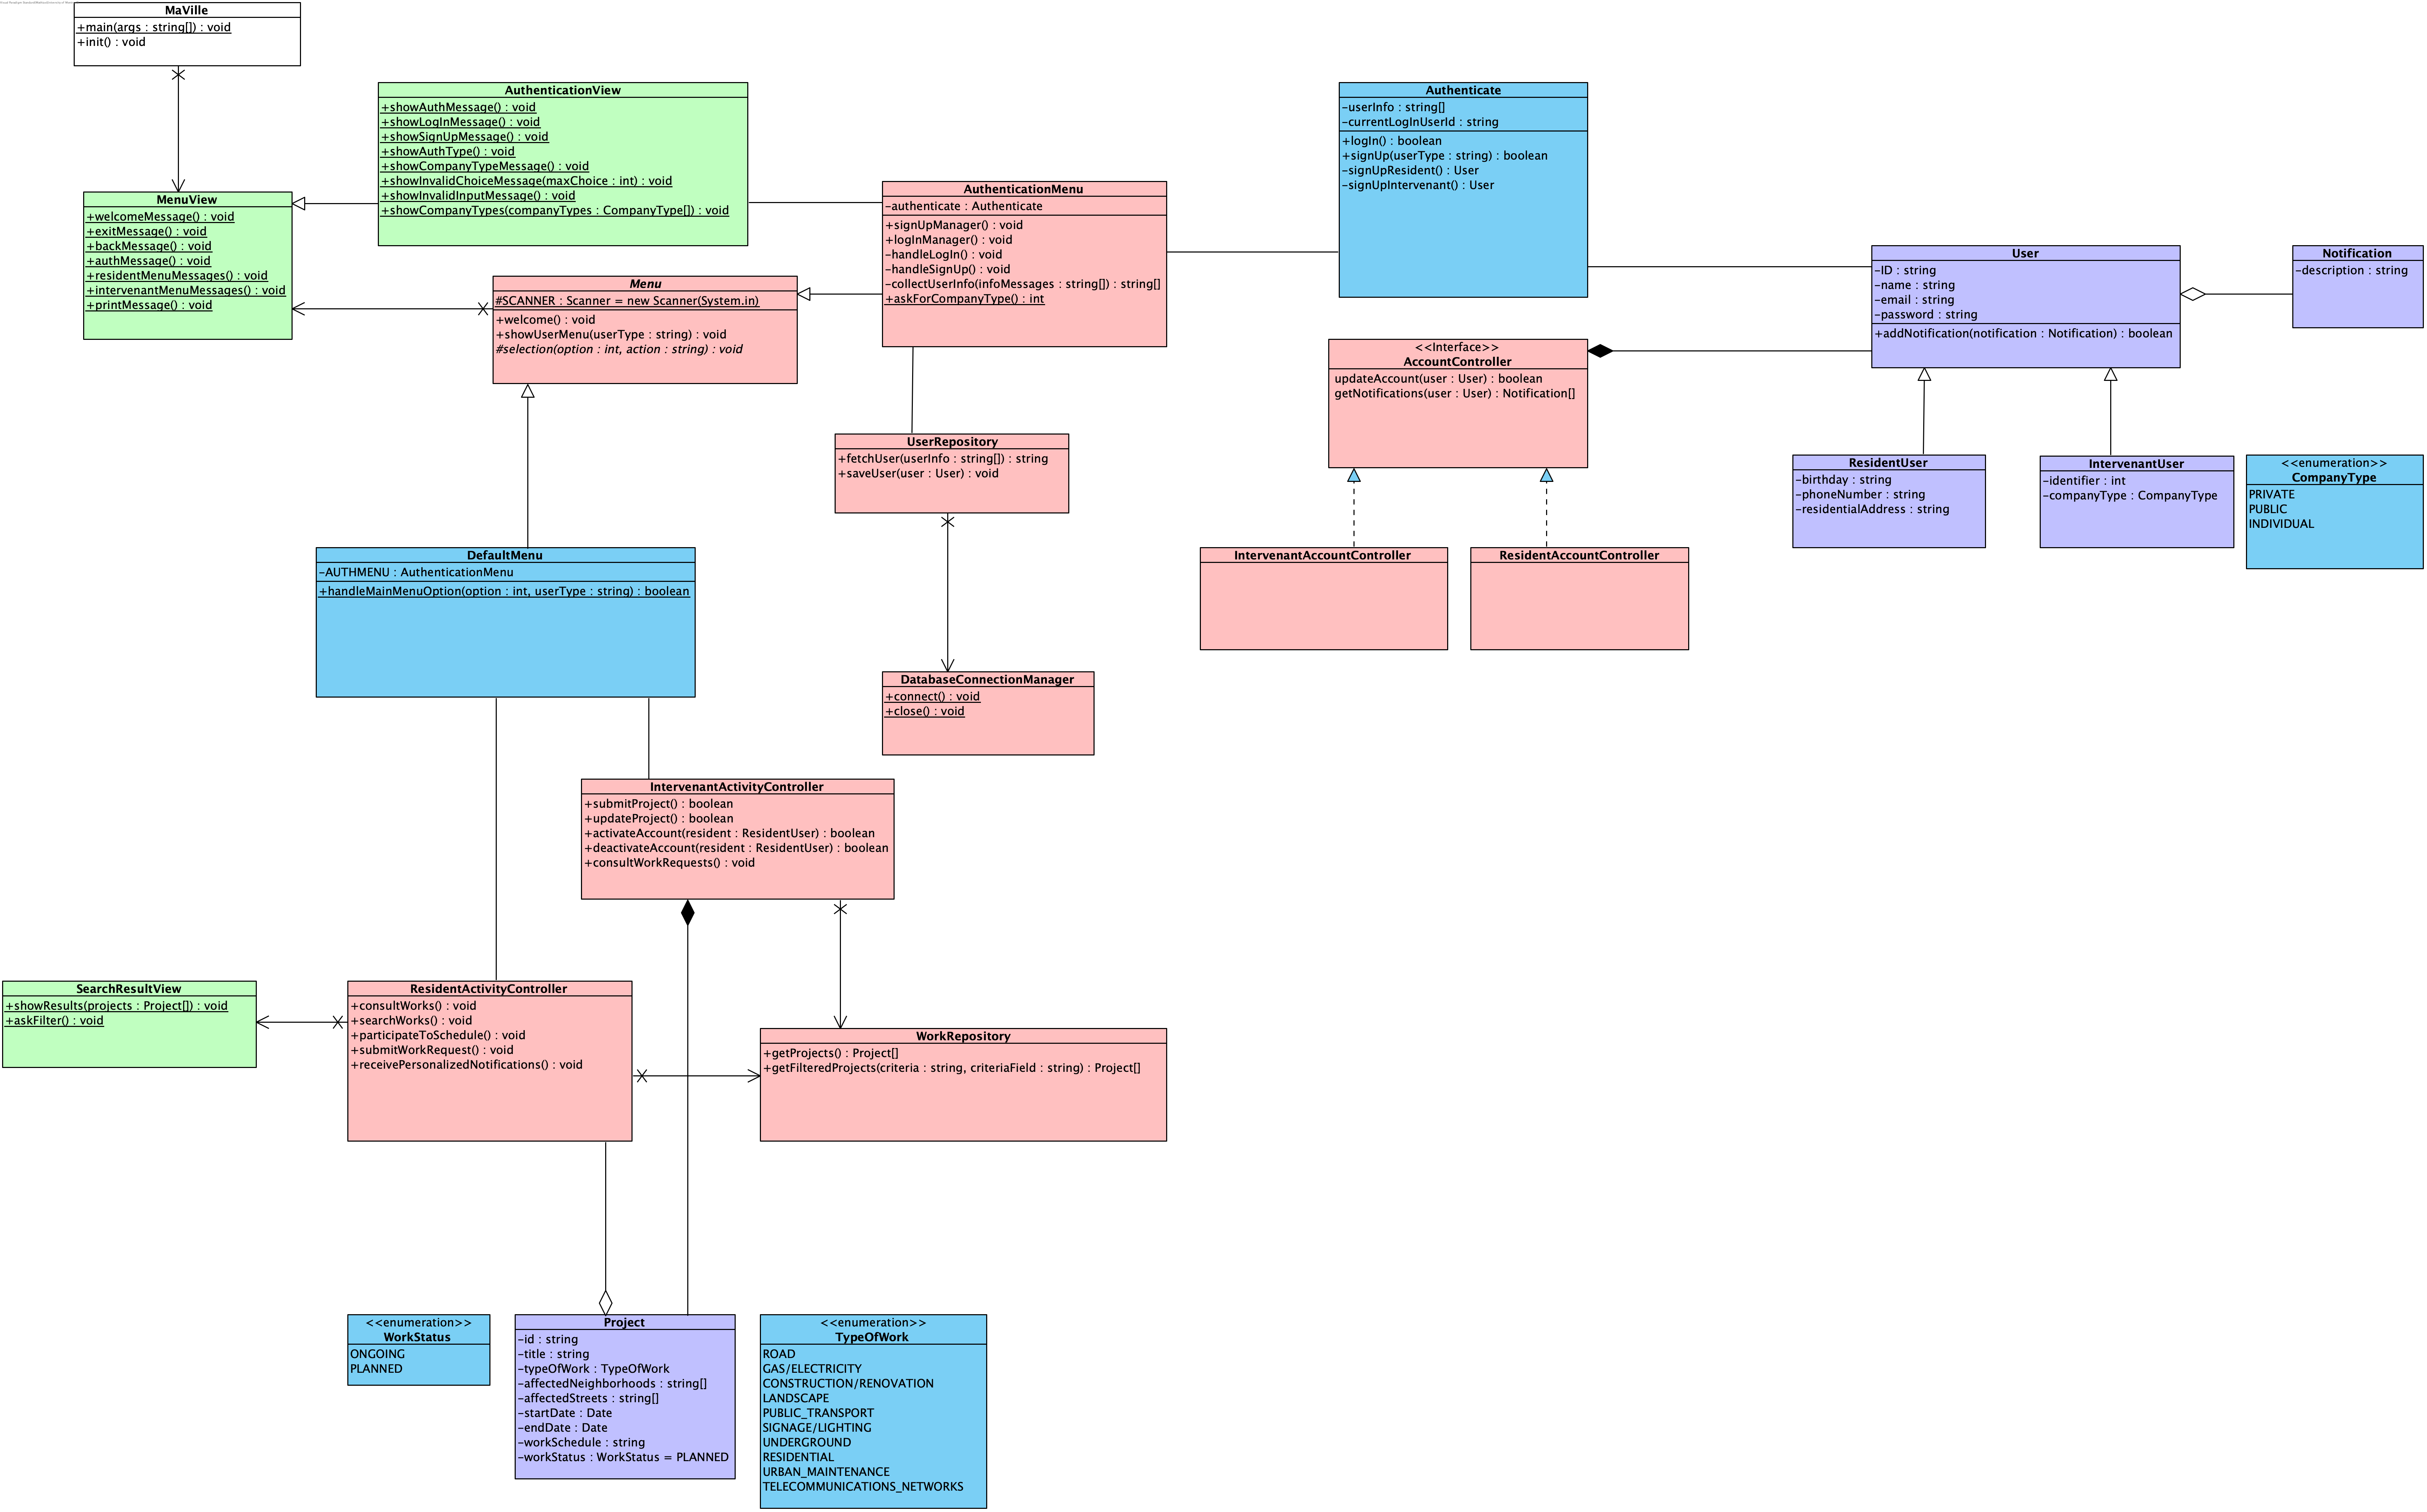 MaVille
+main(args : string[]) : void
+init() : void
AuthenticationView
+showAuthMessage() : void
+showLogInMessage() : void
+showSignUpMessage() : void
+showAuthType() : void
+showCompanyTypeMessage() : void
+showInvalidChoiceMessage(maxChoice : int) : void
+showInvalidInputMessage() : void
+showCompanyTypes(companyTypes : CompanyType[]) : void
Authenticate
-userInfo : string[]
-currentLogInUserId : string
+logIn() : boolean
+signUp(userType : string) : boolean
-signUpResident() : User
-signUpIntervenant() : User
MenuView
+welcomeMessage() : void
+exitMessage() : void
+backMessage() : void
+authMessage() : void
+residentMenuMessages() : void
+intervenantMenuMessages() : void
+printMessage() : void
AuthenticationMenu
-authenticate : Authenticate
+signUpManager() : void
+logInManager() : void
-handleLogIn() : void
-handleSignUp() : void
-collectUserInfo(infoMessages : string[]) : string[]
+askForCompanyType() : int
Menu
#SCANNER : Scanner = new Scanner(System.in)
+welcome() : void
+showUserMenu(userType : string) : void
#selection(option : int, action : string) : void
User
-ID : string
-name : string
-email : string
-password : string
+addNotification(notification : Notification) : boolean
Notification
-description : string
<<Interface>>
AccountController
updateAccount(user : User) : boolean
getNotifications(user : User) : Notification[]
UserRepository
+fetchUser(userInfo : string[]) : string
+saveUser(user : User) : void
ResidentUser
-birthday : string
-phoneNumber : string
-residentialAddress : string
IntervenantUser
-identifier : int
-companyType : CompanyType
<<enumeration>>
CompanyType
PRIVATE
PUBLIC
INDIVIDUAL
DefaultMenu
-AUTHMENU : AuthenticationMenu
+handleMainMenuOption(option : int, userType : string) : boolean
IntervenantAccountController
ResidentAccountController
DatabaseConnectionManager
+connect() : void
+close() : void
IntervenantActivityController
+submitProject() : boolean
+updateProject() : boolean
+activateAccount(resident : ResidentUser) : boolean
+deactivateAccount(resident : ResidentUser) : boolean
+consultWorkRequests() : void
SearchResultView
+showResults(projects : Project[]) : void
+askFilter() : void
ResidentActivityController
+consultWorks() : void
+searchWorks() : void
+participateToSchedule() : void
+submitWorkRequest() : void
+receivePersonalizedNotifications() : void
WorkRepository
+getProjects() : Project[]
+getFilteredProjects(criteria : string, criteriaField : string) : Project[]
<<enumeration>>
WorkStatus
ONGOING
PLANNED
Project
-id : string
-title : string
-typeOfWork : TypeOfWork
-affectedNeighborhoods : string[]
-affectedStreets : string[]
-startDate : Date
-endDate : Date
-workSchedule : string
-workStatus : WorkStatus = PLANNED
<<enumeration>>
TypeOfWork
ROAD
GAS/ELECTRICITY
CONSTRUCTION/RENOVATION
LANDSCAPE
PUBLIC_TRANSPORT
SIGNAGE/LIGHTING
UNDERGROUND
RESIDENTIAL
URBAN_MAINTENANCE
TELECOMMUNICATIONS_NETWORKS